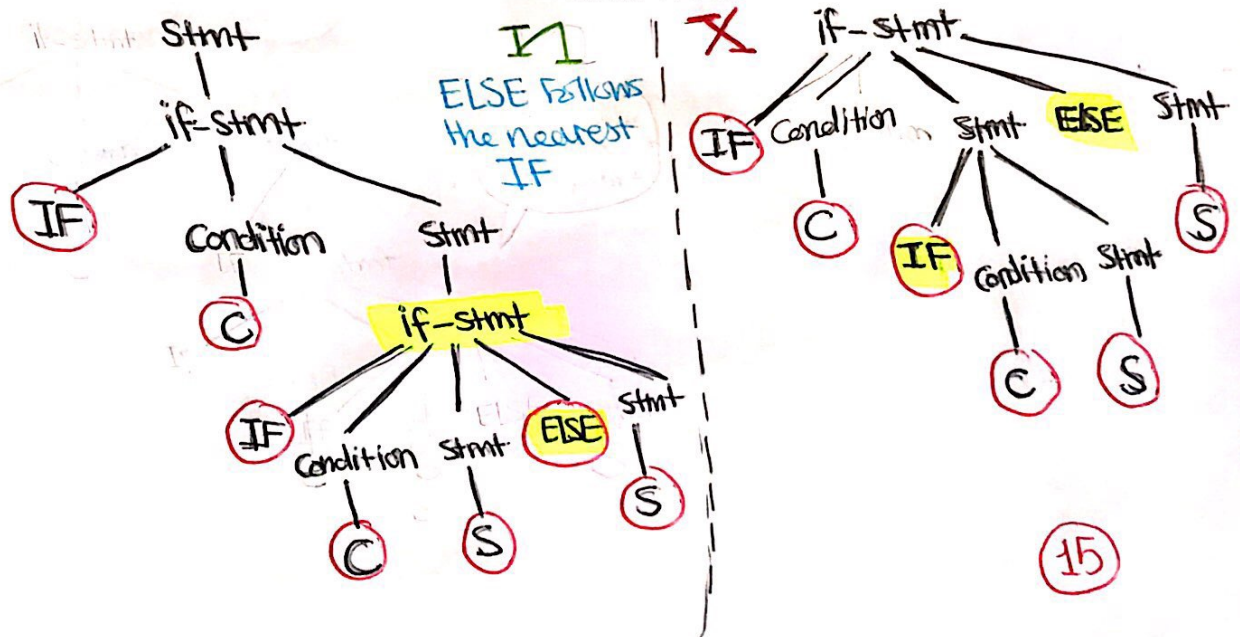 Stmt
if-stmt
IF
Condition
Stmt
C
if-stmt
IF
Condition
Stmt
ELSE
Stmt
C
S
S
ELSE Follows
the nearest
IF
X
if-stmt
IF
Condition
Stmt
ELSE
Stmt
C
IF
Condition
Stmt
S
C
S
15